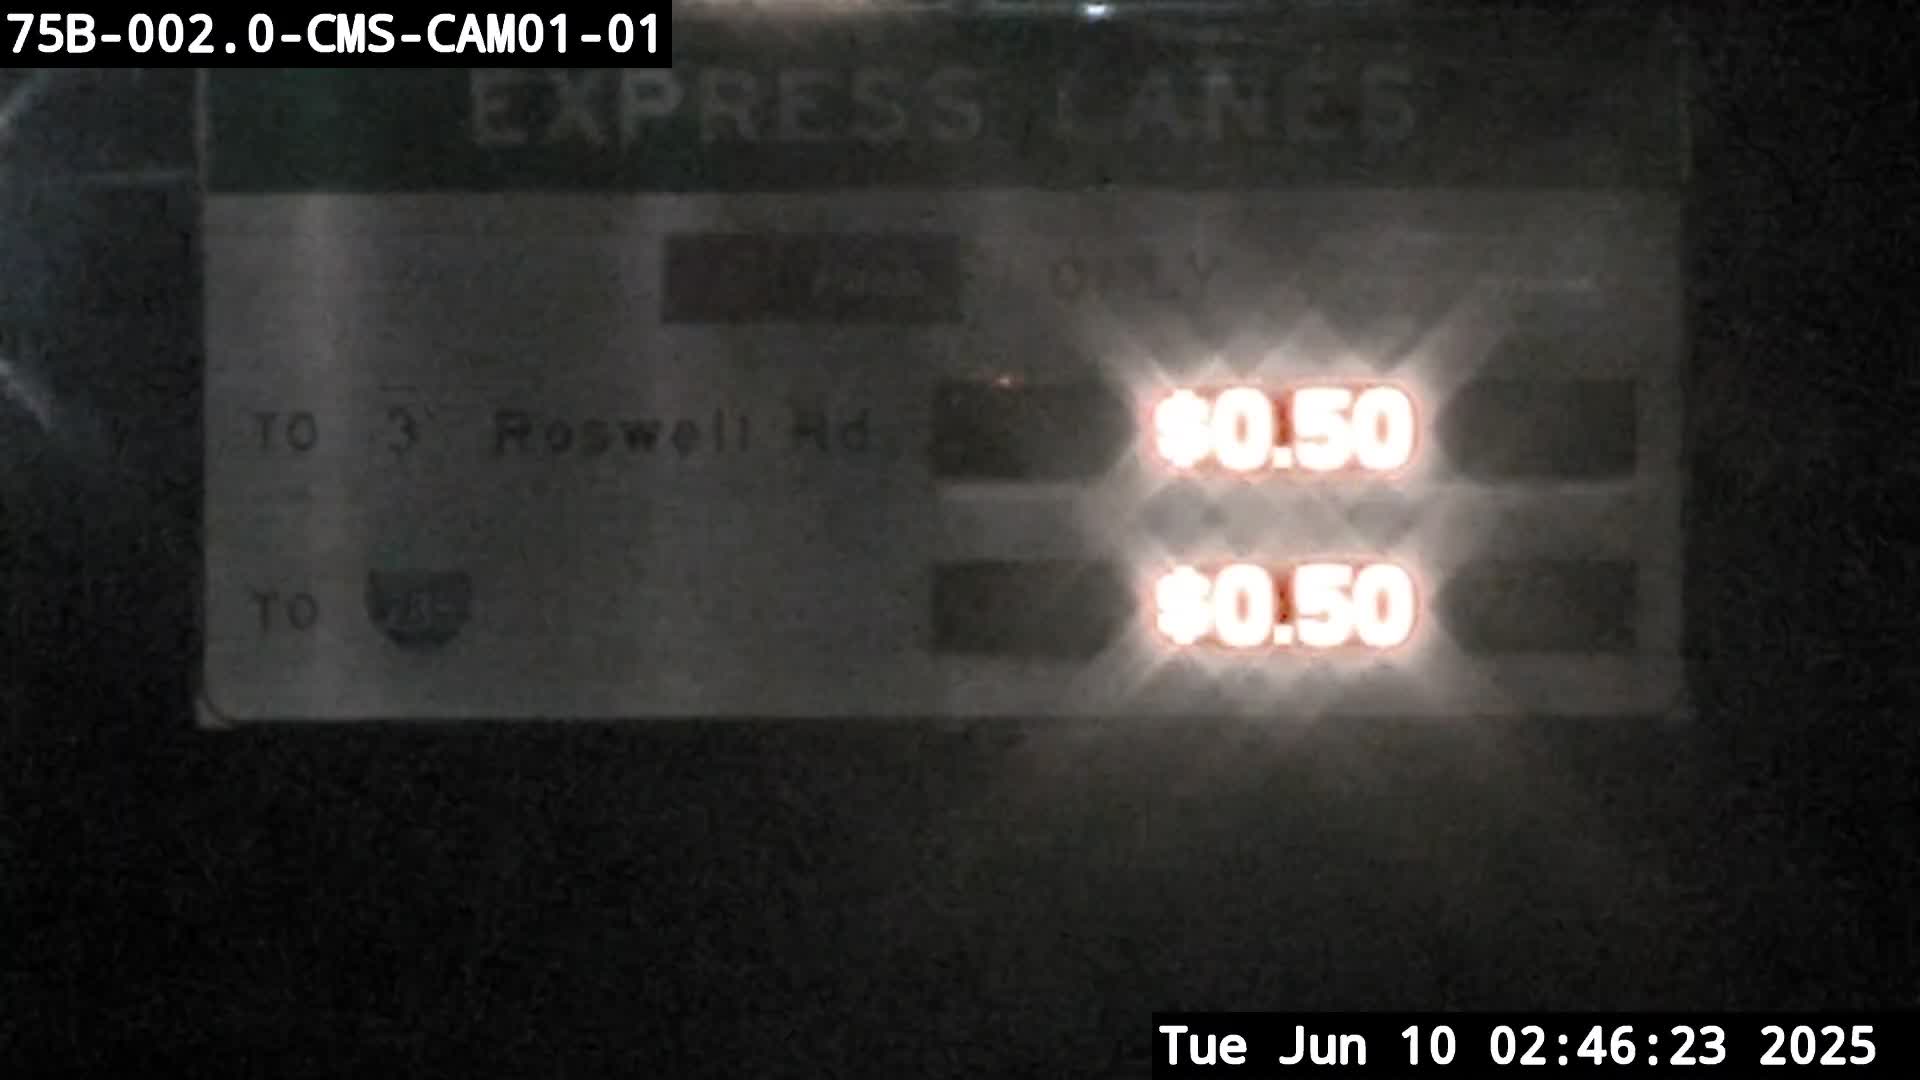 75B-002.0-CMS-CAM01-01
EXPRESS LANES
ONLY
TO 3 Roswell Rd $0.50
TO $0.50
Tue Jun 10 02:46:23 2025